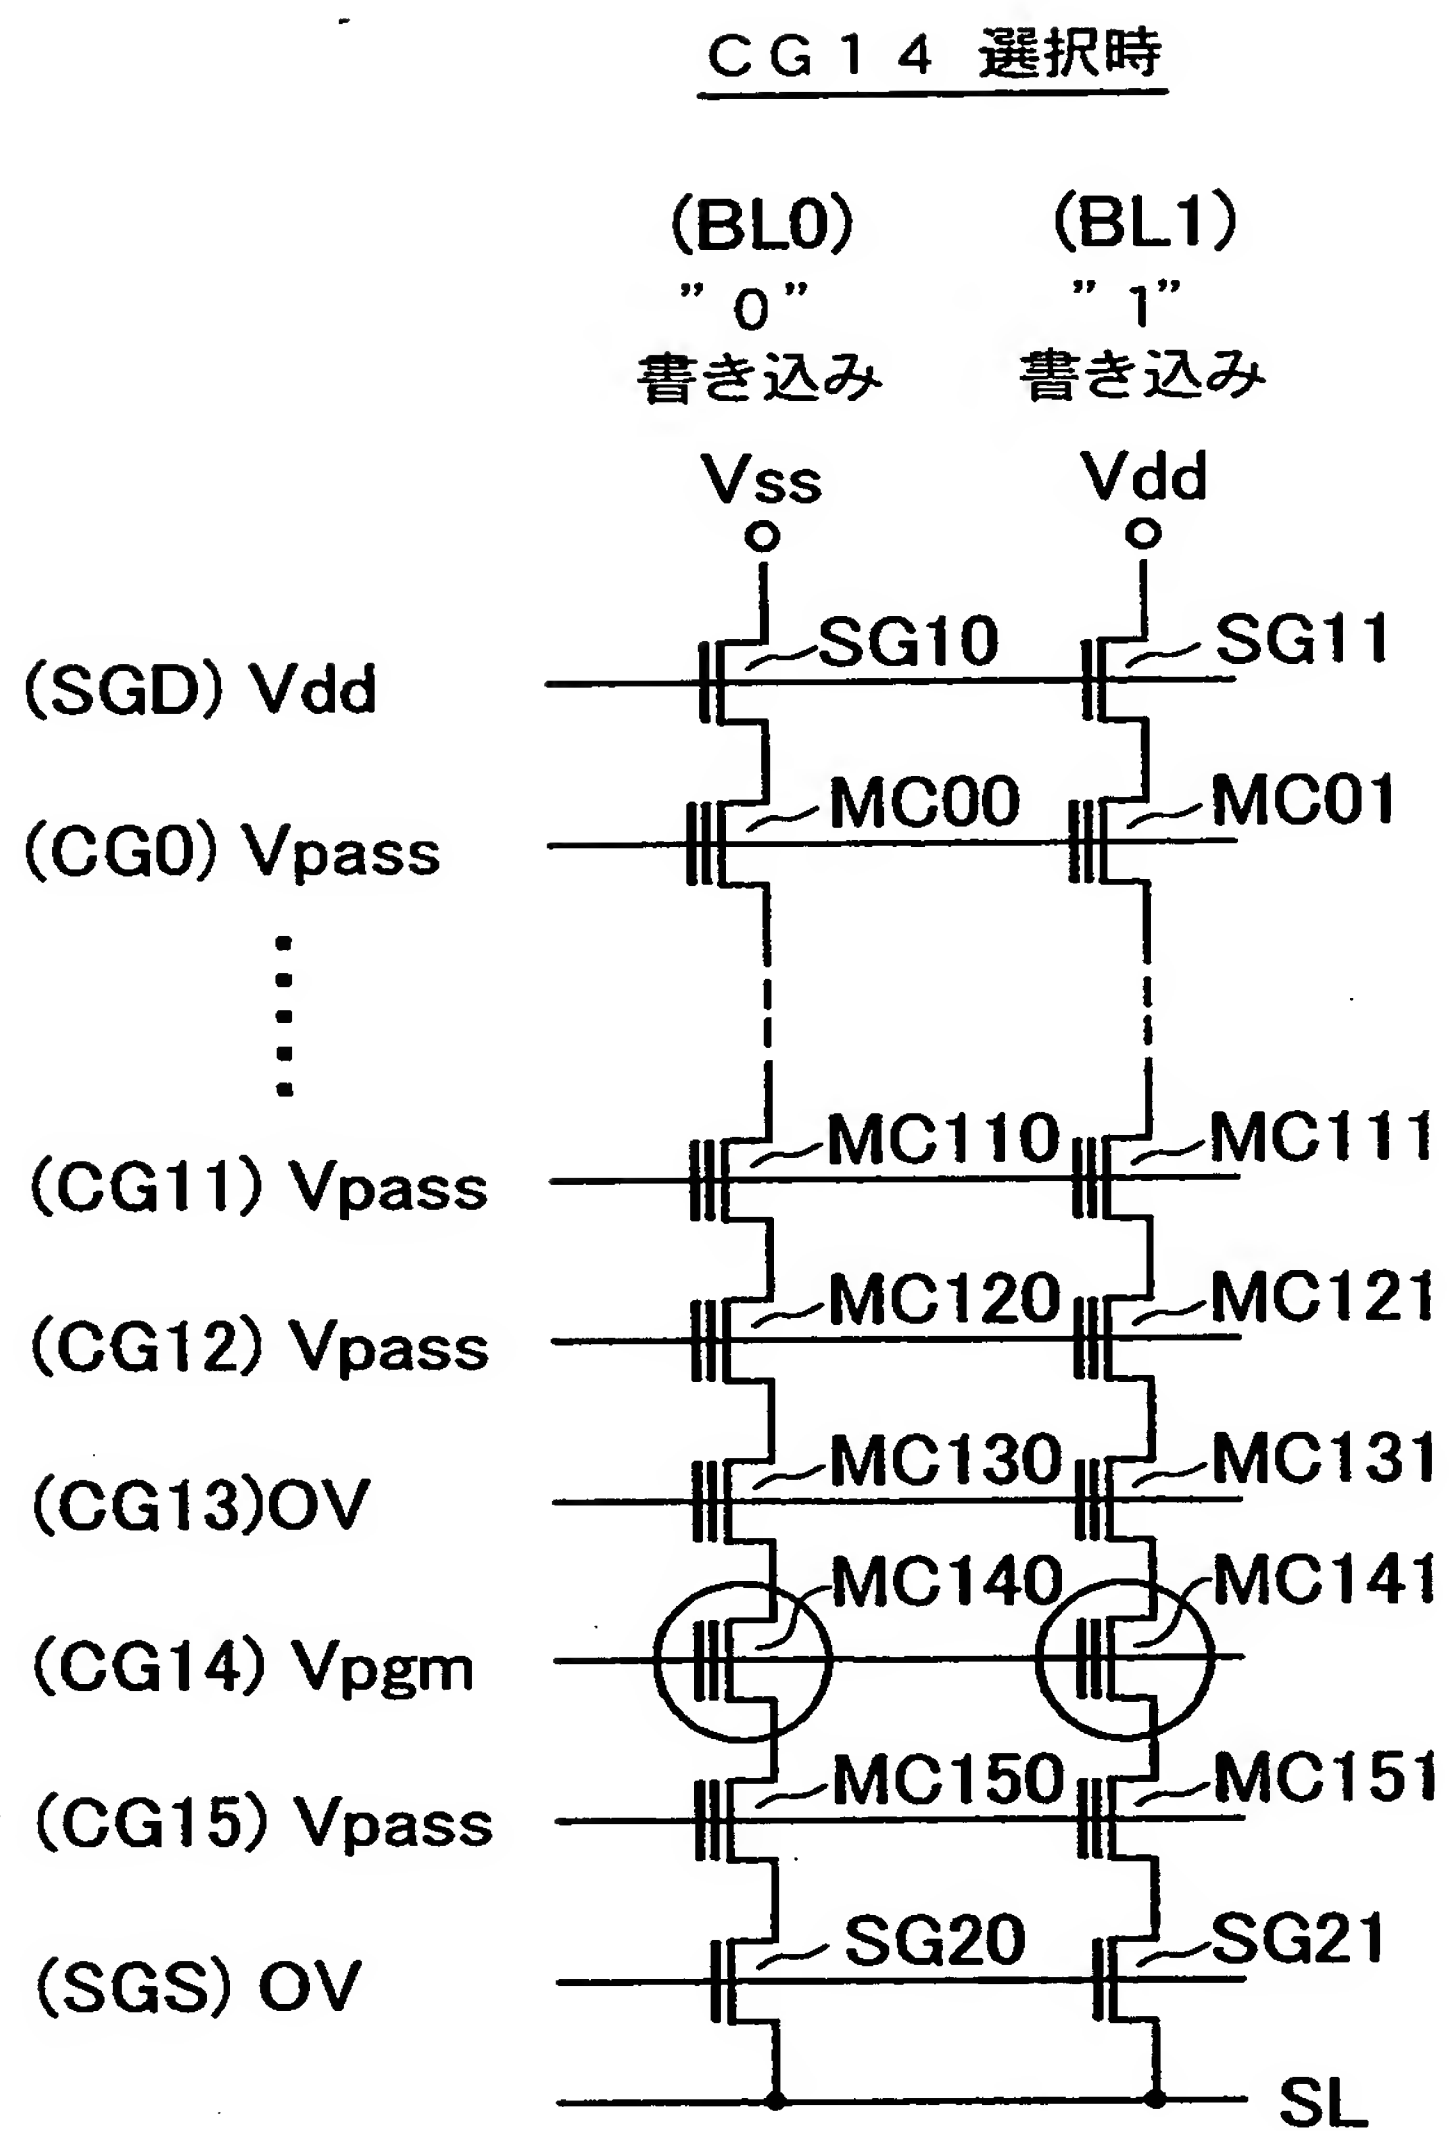 CG14 選択時
(BL0) (BL1)
"0" "1"
書き込み 書き込み
Vss Vdd
(SGD) Vdd SG10 SG11
(CG0) Vpass MC00 MC01
(CG11) Vpass MC110 MC111
(CG12) Vpass MC120 MC121
(CG13)0V MC130 MC131
(CG14) Vpgm MC140 MC141
(CG15) Vpass MC150 MC151
(SGS) 0V SG20 SG21
SL